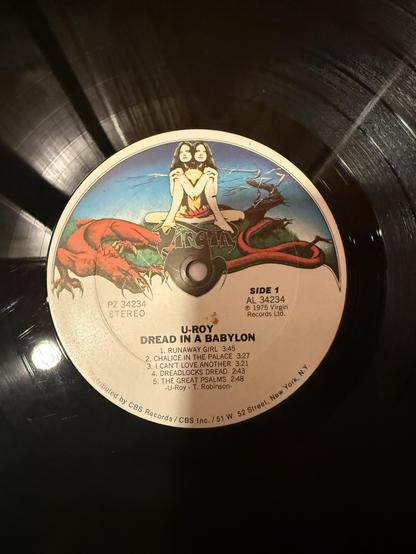 Virgin
PZ 34234
STEREO
SIDE 1
AL 34234
℗ 1975 Virgin
Records Ltd.
U-ROY
DREAD IN A BABYLON
1. RUNAWAY GIRL 3:45
2. CHALICE IN THE PALACE 3:27
3. I CAN'T LOVE ANOTHER 3:21
4. DREADLOCKS DREAD 2:43
5. THE GREAT PSALMS 2:48
-U-Roy - T. Robinson-
Distributed by CBS Records / CBS Inc. / 51 W. 52 Street, New York, N.Y.